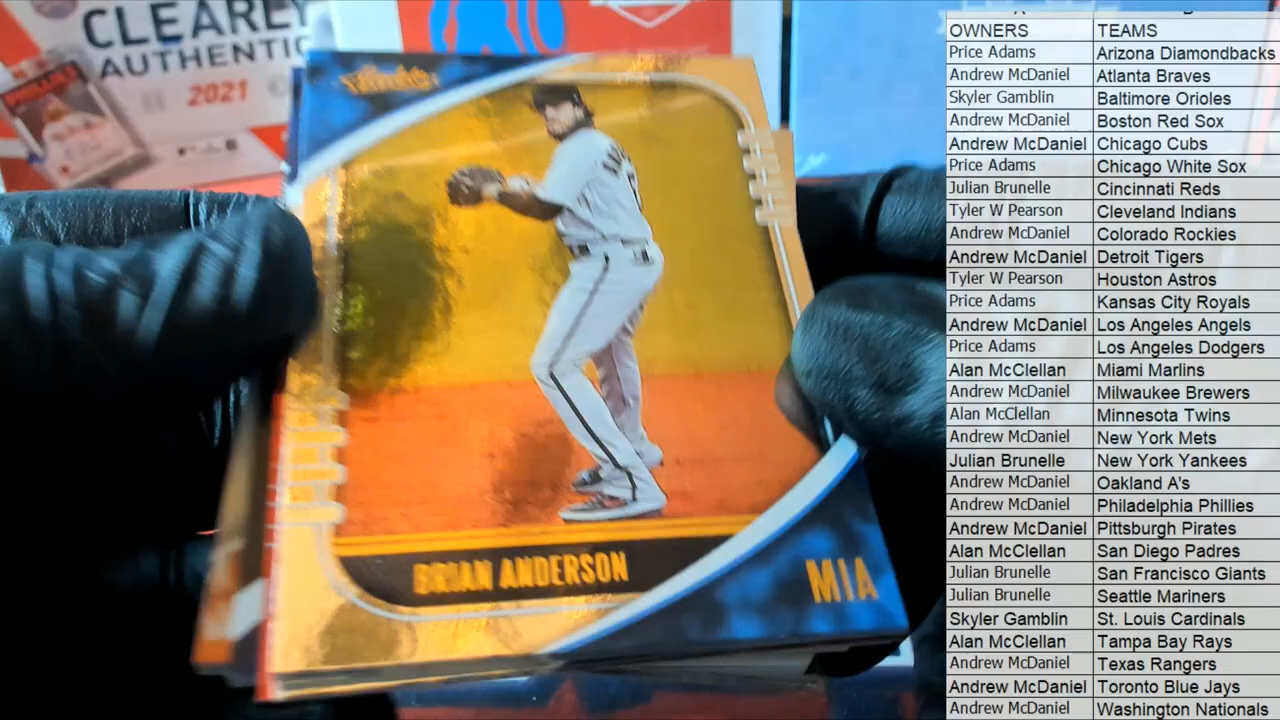 CLEARLY
AUTHENTIC
2021
BRIAN ANDERSON
MIA
OWNERS TEAMS
Price Adams Arizona Diamondbacks
Andrew McDaniel Atlanta Braves
Skyler Gamblin Baltimore Orioles
Andrew McDaniel Boston Red Sox
Andrew McDaniel Chicago Cubs
Price Adams Chicago White Sox
Julian Brunelle Cincinnati Reds
Tyler W Pearson Cleveland Indians
Andrew McDaniel Colorado Rockies
Andrew McDaniel Detroit Tigers
Tyler W Pearson Houston Astros
Price Adams Kansas City Royals
Andrew McDaniel Los Angeles Angels
Price Adams Los Angeles Dodgers
Alan McClellan Miami Marlins
Andrew McDaniel Milwaukee Brewers
Alan McClellan Minnesota Twins
Andrew McDaniel New York Mets
Julian Brunelle New York Yankees
Andrew McDaniel Oakland A's
Andrew McDaniel Philadelphia Phillies
Andrew McDaniel Pittsburgh Pirates
Alan McClellan San Diego Padres
Julian Brunelle San Francisco Giants
Julian Brunelle Seattle Mariners
Skyler Gamblin St. Louis Cardinals
Alan McClellan Tampa Bay Rays
Andrew McDaniel Texas Rangers
Andrew McDaniel Toronto Blue Jays
Andrew McDaniel Washington Nationals